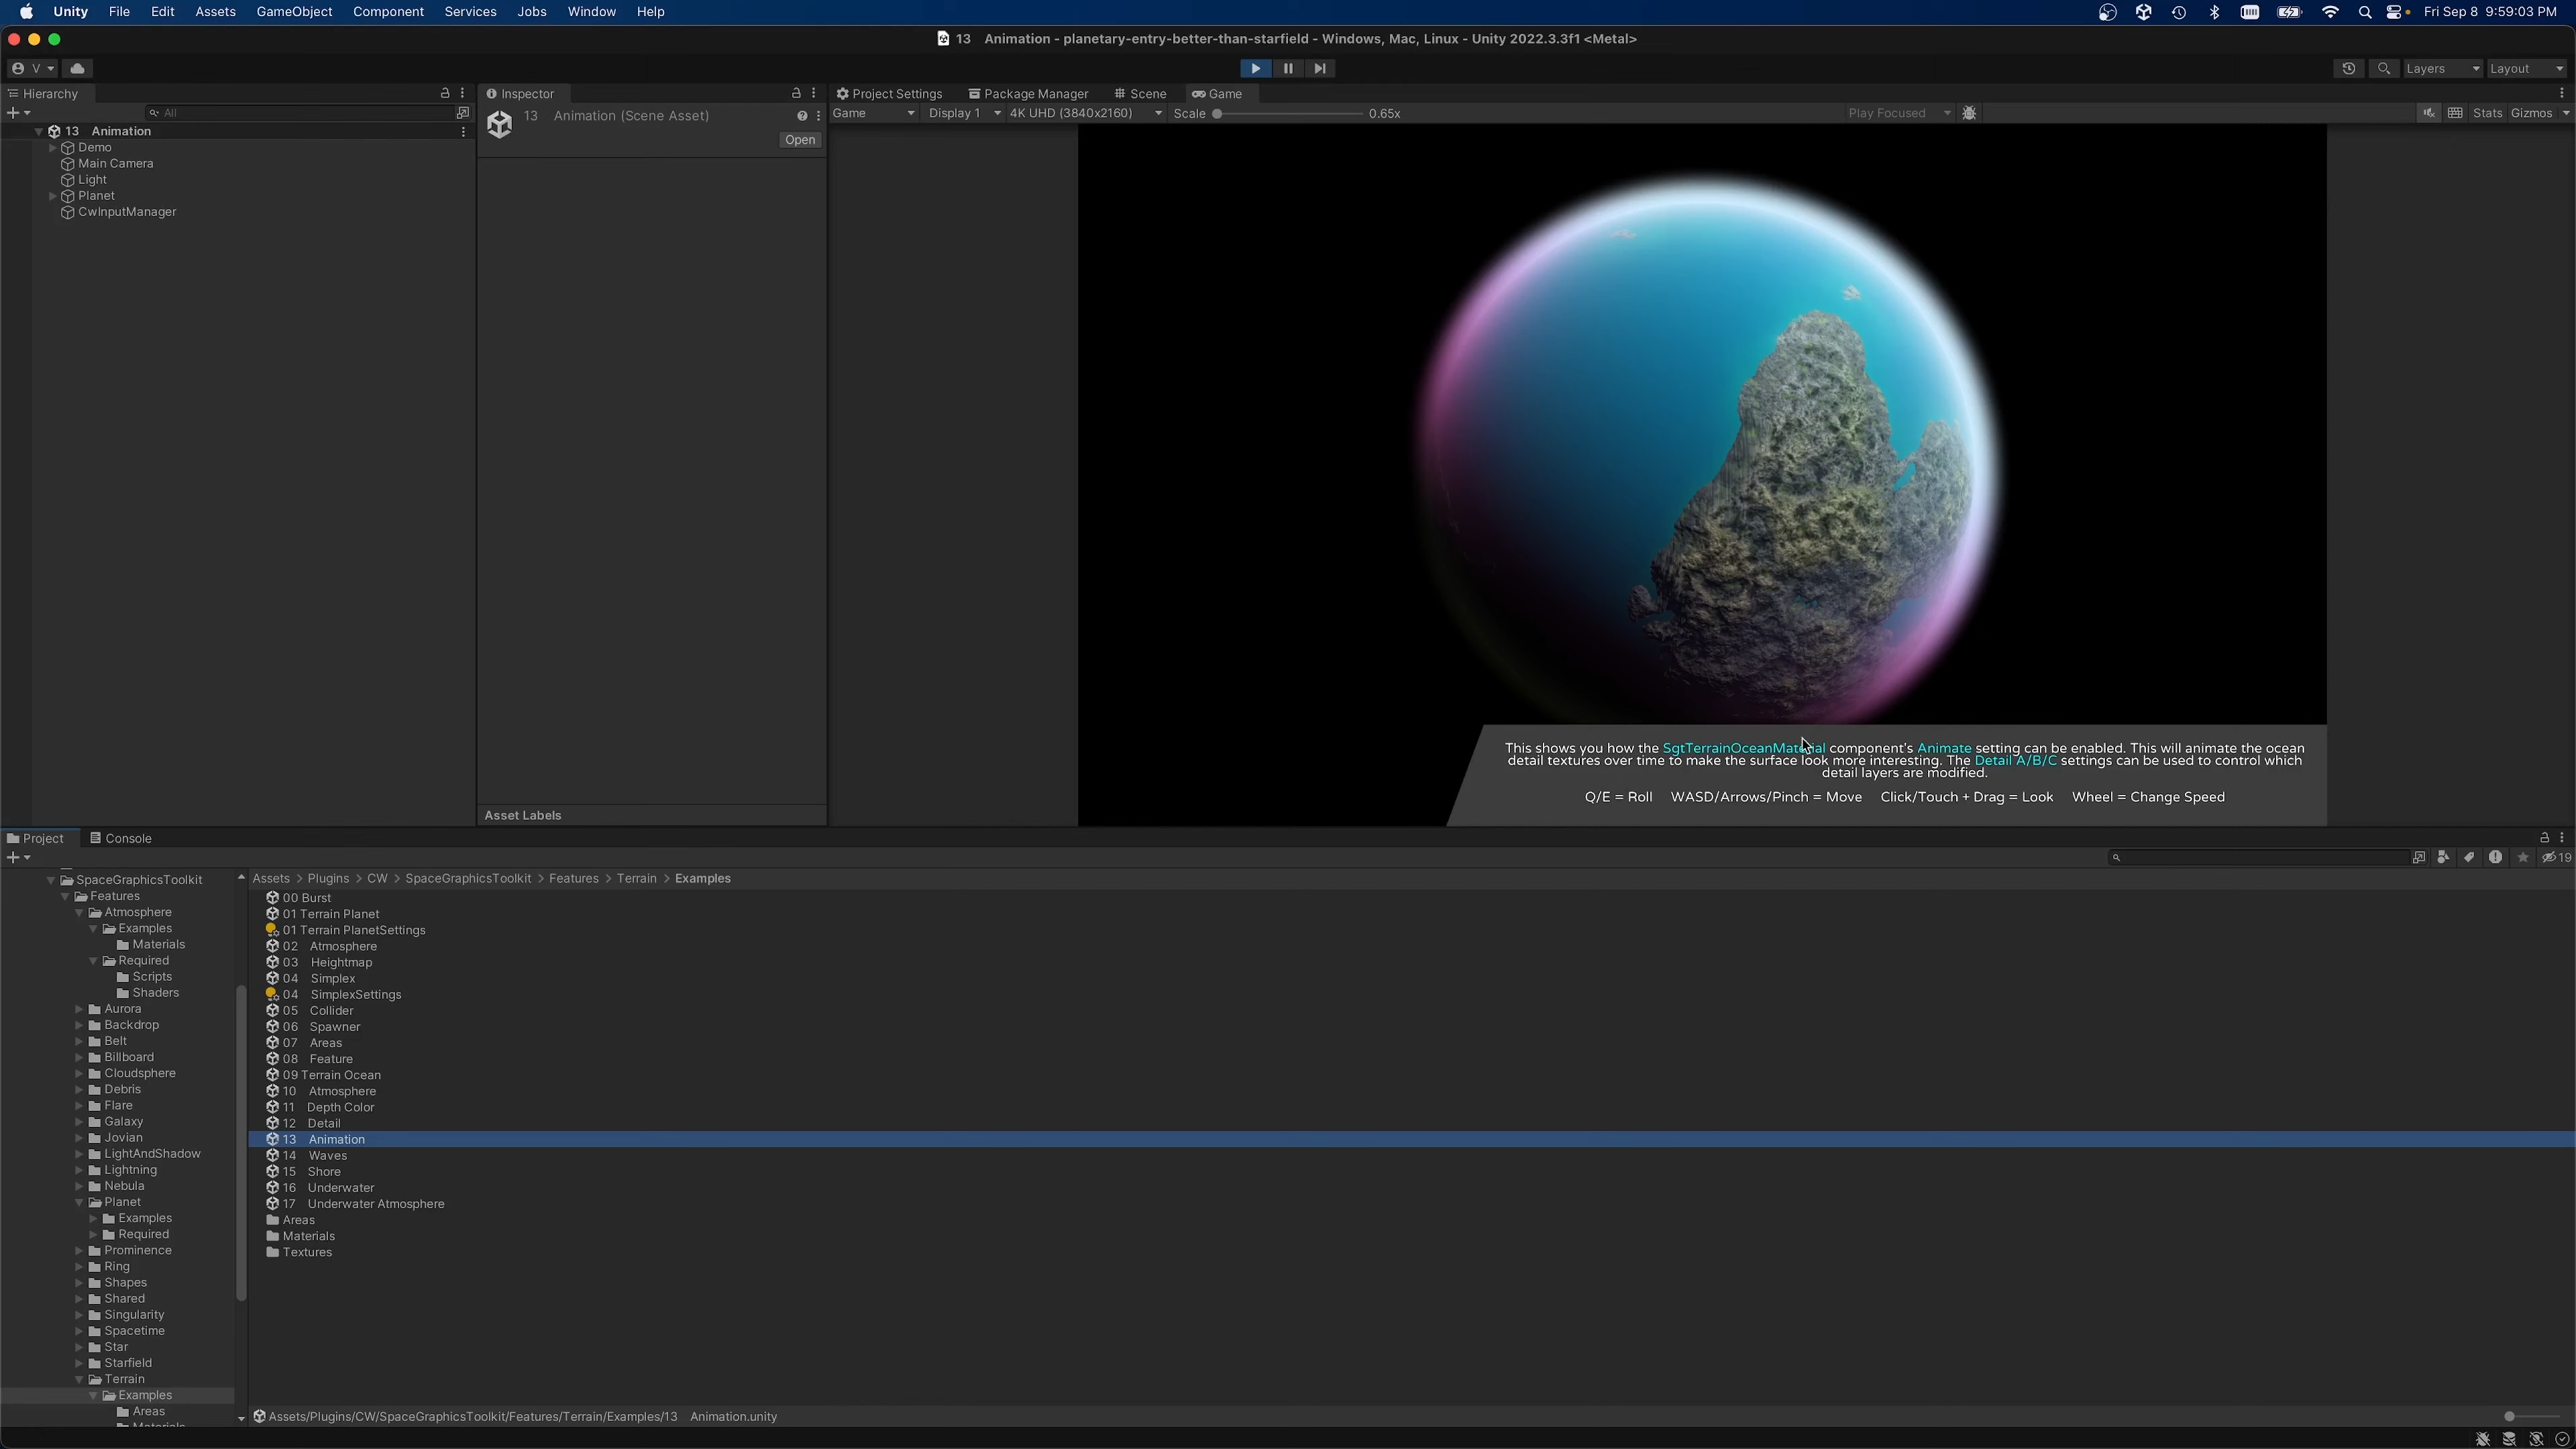 Unity File Edit Assets GameObject Component Services Jobs Window Help Fri Sep 8 9:59:03 PM
13 Animation - planetary-entry-better-than-starfield - Windows, Mac, Linux - Unity 2022.3.3f1 <Metal>
V Layers Layout
Hierarchy Inspector Project Settings Package Manager Scene Game
All
Game Display 1 4K UHD (3840x2160) Scale 0.65x Play Focused Stats Gizmos
13 Animation
Demo
Main Camera
Light
Planet
CwInputManager
13 Animation (Scene Asset)
Open
Asset Labels
This shows you how the SgtTerrainOceanMaterial component's Animate setting can be enabled. This will animate the ocean
detail textures over time to make the surface look more interesting. The Detail A/B/C settings can be used to control which
detail layers are modified.
Q/E = Roll WASD/Arrows/Pinch = Move Click/Touch + Drag = Look Wheel = Change Speed
Project Console
19
SpaceGraphicsToolkit
Features
Atmosphere
Examples
Materials
Required
Scripts
Shaders
Aurora
Backdrop
Belt
Billboard
Cloudsphere
Debris
Flare
Galaxy
Jovian
LightAndShadow
Lightning
Nebula
Planet
Examples
Required
Prominence
Ring
Shapes
Shared
Singularity
Spacetime
Star
Starfield
Terrain
Examples
Areas
Materials
Assets > Plugins > CW > SpaceGraphicsToolkit > Features > Terrain > Examples
00 Burst
01 Terrain Planet
01 Terrain PlanetSettings
02 Atmosphere
03 Heightmap
04 Simplex
04 SimplexSettings
05 Collider
06 Spawner
07 Areas
08 Feature
09 Terrain Ocean
10 Atmosphere
11 Depth Color
12 Detail
13 Animation
14 Waves
15 Shore
16 Underwater
17 Underwater Atmosphere
Areas
Materials
Textures
Assets/Plugins/CW/SpaceGraphicsToolkit/Features/Terrain/Examples/13 Animation.unity